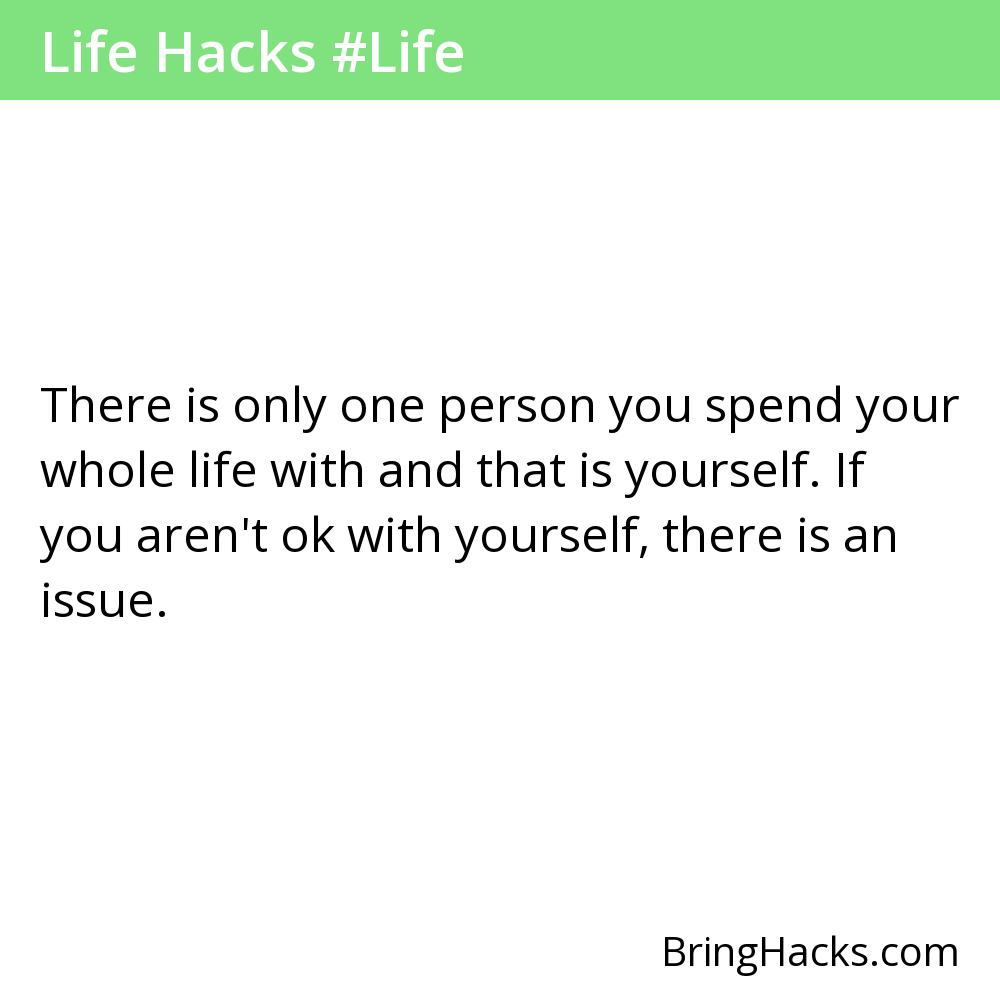 Life Hacks #Life
There is only one person you spend your
whole life with and that is yourself. If
you aren't ok with yourself, there is an
issue.
BringHacks.com